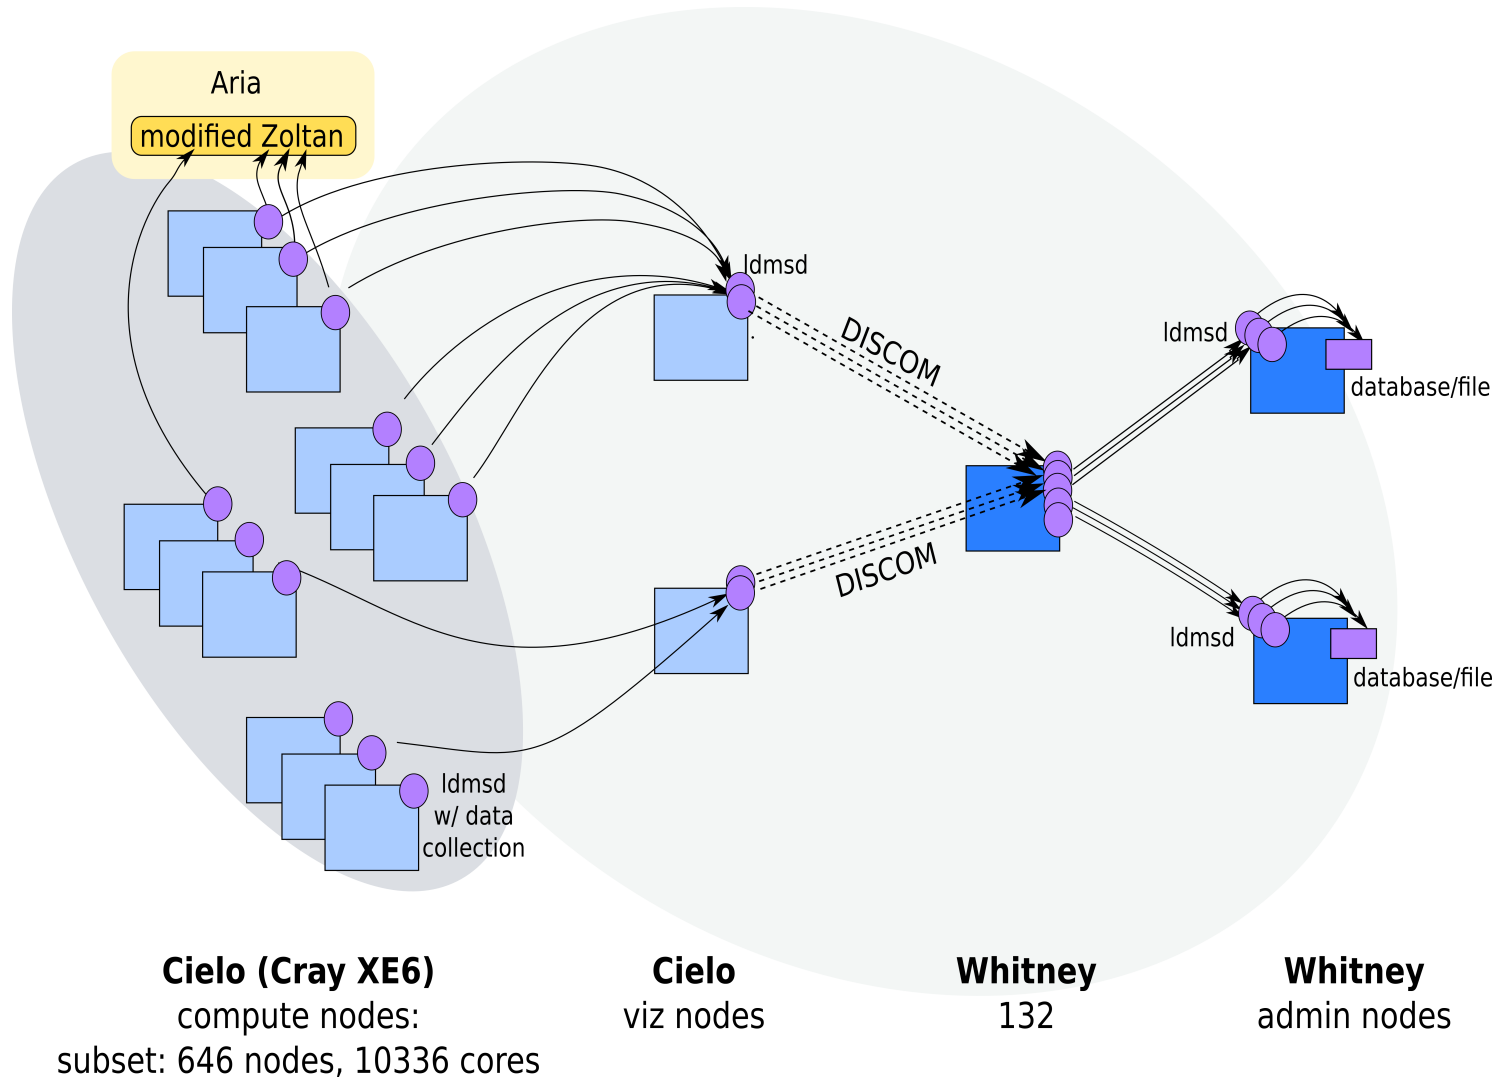 Aria
modified Zoltan
ldmsd
DISCOM
ldmsd
database/file
DISCOM
ldmsd
database/file
ldmsd
w/ data
collection
Cielo (Cray XE6)
compute nodes:
subset: 646 nodes, 10336 cores
Cielo
viz nodes
Whitney
132
Whitney
admin nodes